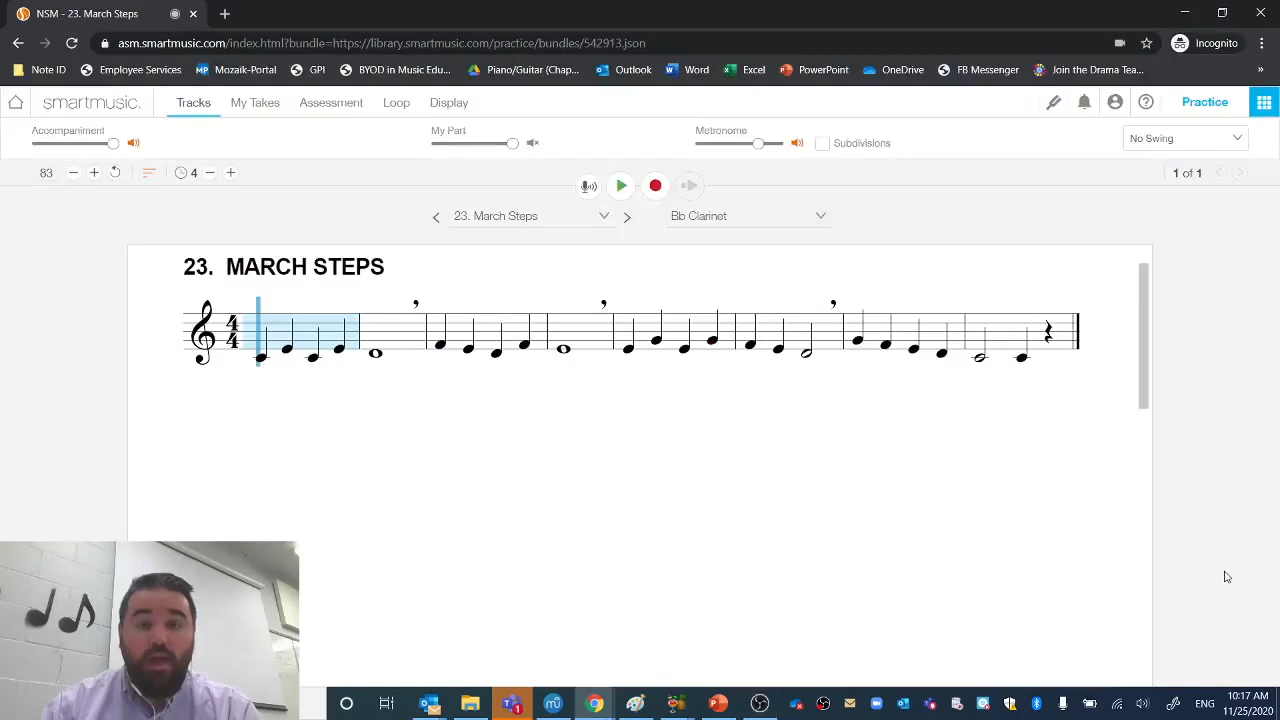 NSM - 23. March Steps
asm.smartmusic.com/index.html?bundle=https://library.smartmusic.com/practice/bundles/542913.json
Incognito
Note ID
Employee Services
MP Mozaik-Portal
GPI
BYOD in Music Edu...
Piano/Guitar (Chap...
Outlook
Word
Excel
PowerPoint
OneDrive
FB Messenger
Join the Drama Tea...
»
smartmusic.
Tracks
My Takes
Assessment
Loop
Display
Practice
Accompaniment
My Part
Metronome
Subdivisions
No Swing
83
4
1 of 1
23. March Steps
Bb Clarinet
23. MARCH STEPS
4
4
1
ENG
10:17 AM
11/25/2020